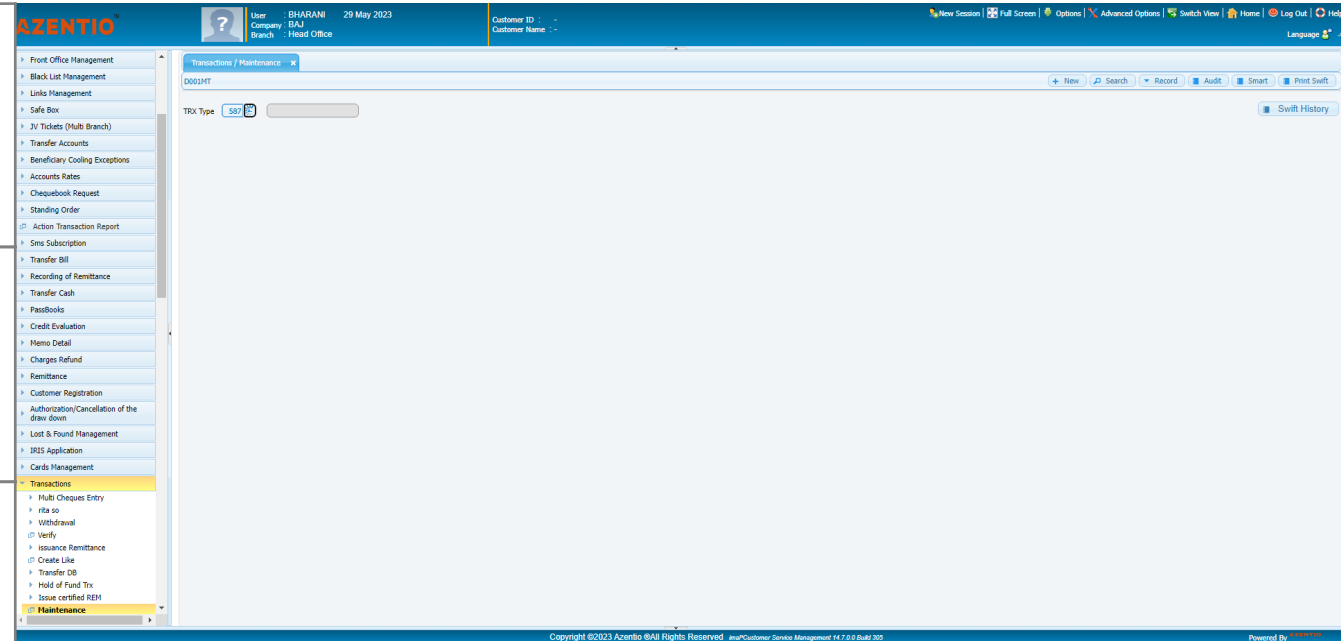 AZENTIO
User : BHARANI 29 May 2023
Company : BAJ
Branch : Head Office
Customer ID : -
Customer Name : -
New Session | Full Screen | Options | Advanced Options | Switch View | Home | Log Out | Help
Language
Front Office Management
Black List Management
Links Management
Safe Box
JV Tickets (Multi Branch)
Transfer Accounts
Beneficiary Cooling Exceptions
Accounts Rates
Chequebook Request
Standing Order
Action Transaction Report
Sms Subscription
Transfer Bill
Recording of Remittance
Transfer Cash
PassBooks
Credit Evaluation
Memo Detail
Charges Refund
Remittance
Customer Registration
Authorization/Cancellation of the
draw down
Lost & Found Management
IRIS Application
Cards Management
Transactions
Multi Cheques Entry
rita so
Withdrawal
Verify
issuance Remittance
Create Like
Transfer DB
Hold of Fund Trx
Issue certified REM
Maintenance
Transactions / Maintenance x
D001MT
+ New Search Record Audit Smart Print Swift
TRX Type 587
Swift History
Copyright ©2023 Azentio ®All Rights Reserved imal®Customer Service Management 14.7.0.0 Build 305
Powered By AZENTIO